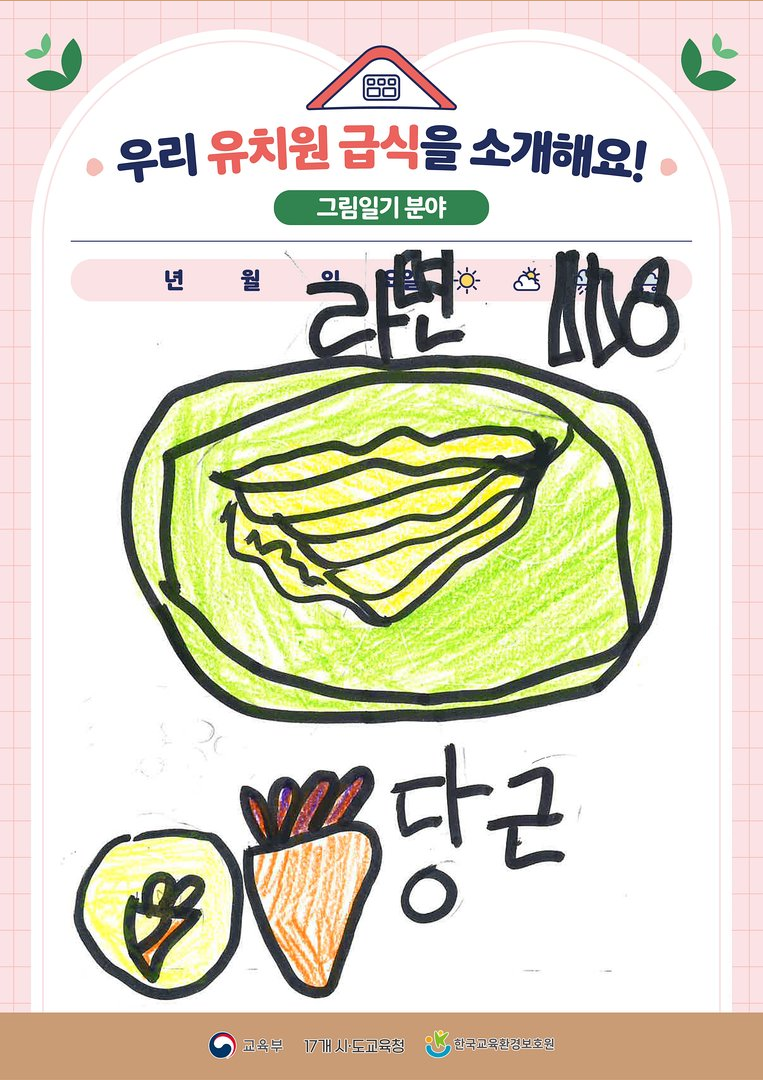 우리 유치원 급식을 소개해요!
그림일기 분야
년 월 일 요일
라면
당근
교육부 17개 시·도교육청 한국교육환경보호원